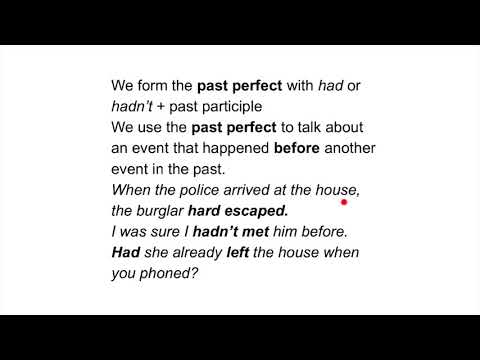 We form the past perfect with had or
hadn't + past participle
We use the past perfect to talk about
an event that happened before another
event in the past.
When the police arrived at the house,
the burglar hard escaped.
I was sure I hadn't met him before.
Had she already left the house when
you phoned?